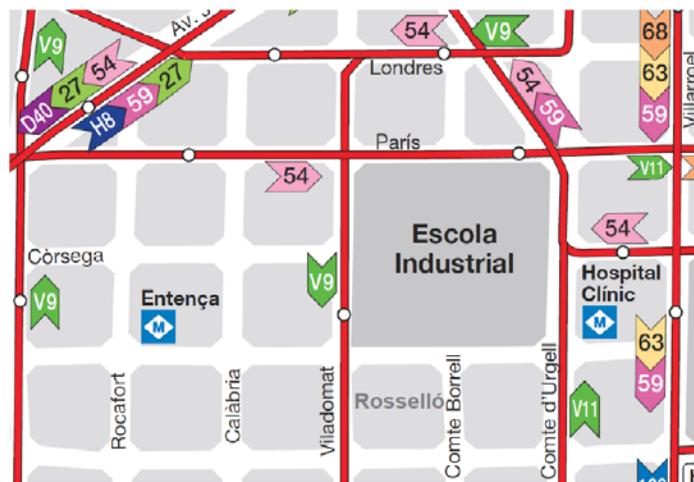 Av. J
V9
54
V9
68
63
59
Villarroel
Londres
D40
27
54
H8
59
27
54
59
París
V11
54
54
Escola
Industrial
Còrsega
V9
Entença
M
V9
Hospital
Clínic
M
63
59
Rocafort
Calàbria
Viladomat
Rosselló
Comte Borrell
Comte d'Urgell
V11